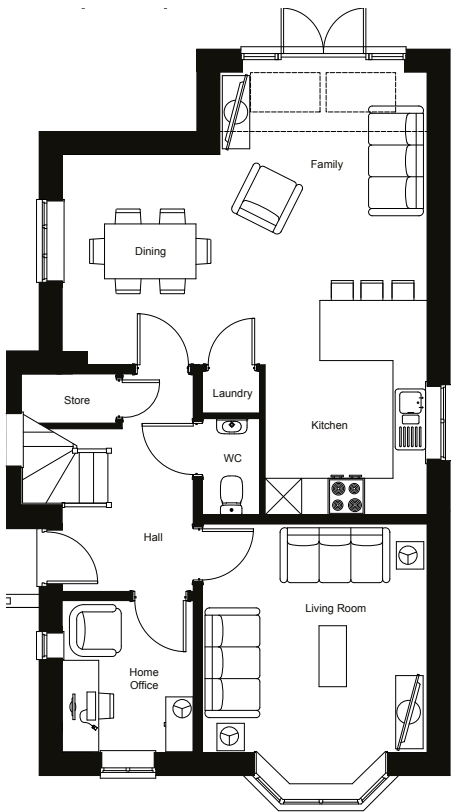 Family
Dining
Laundry
Store
Kitchen
WC
Hall
Living Room
Home
Office